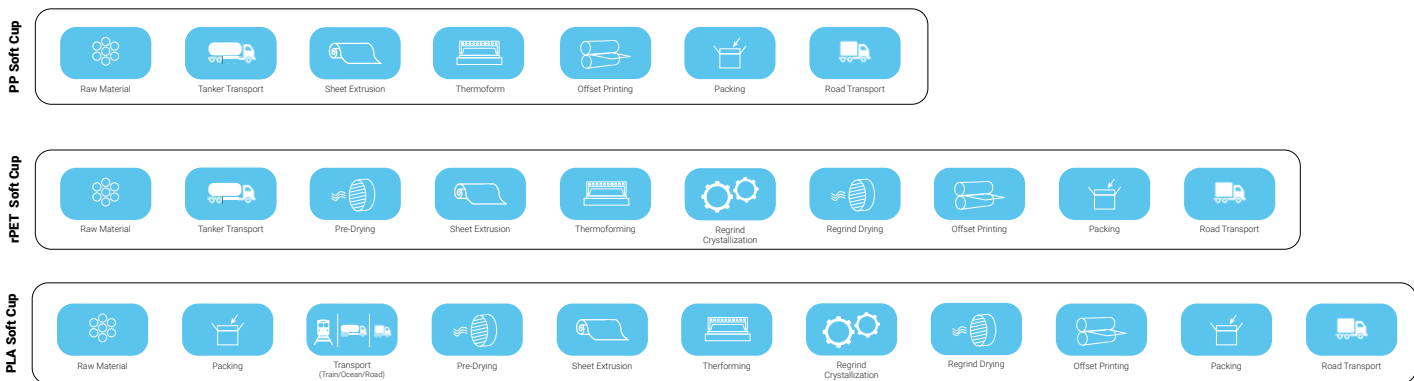 PP Soft Cup
Raw Material
Tanker Transport
Sheet Extrusion
Thermoform
Offset Printing
Packing
Road Transport
rPET Soft Cup
Raw Material
Tanker Transport
Pre-Drying
Sheet Extrusion
Thermoforming
Regrind
Crystallization
Regrind Drying
Offset Printing
Packing
Road Transport
PLA Soft Cup
Raw Material
Packing
Transport
(Train/Ocean/Road)
Pre-Drying
Sheet Extrusion
Therforming
Regrind
Crystallization
Regrind Drying
Offset Printing
Packing
Road Transport